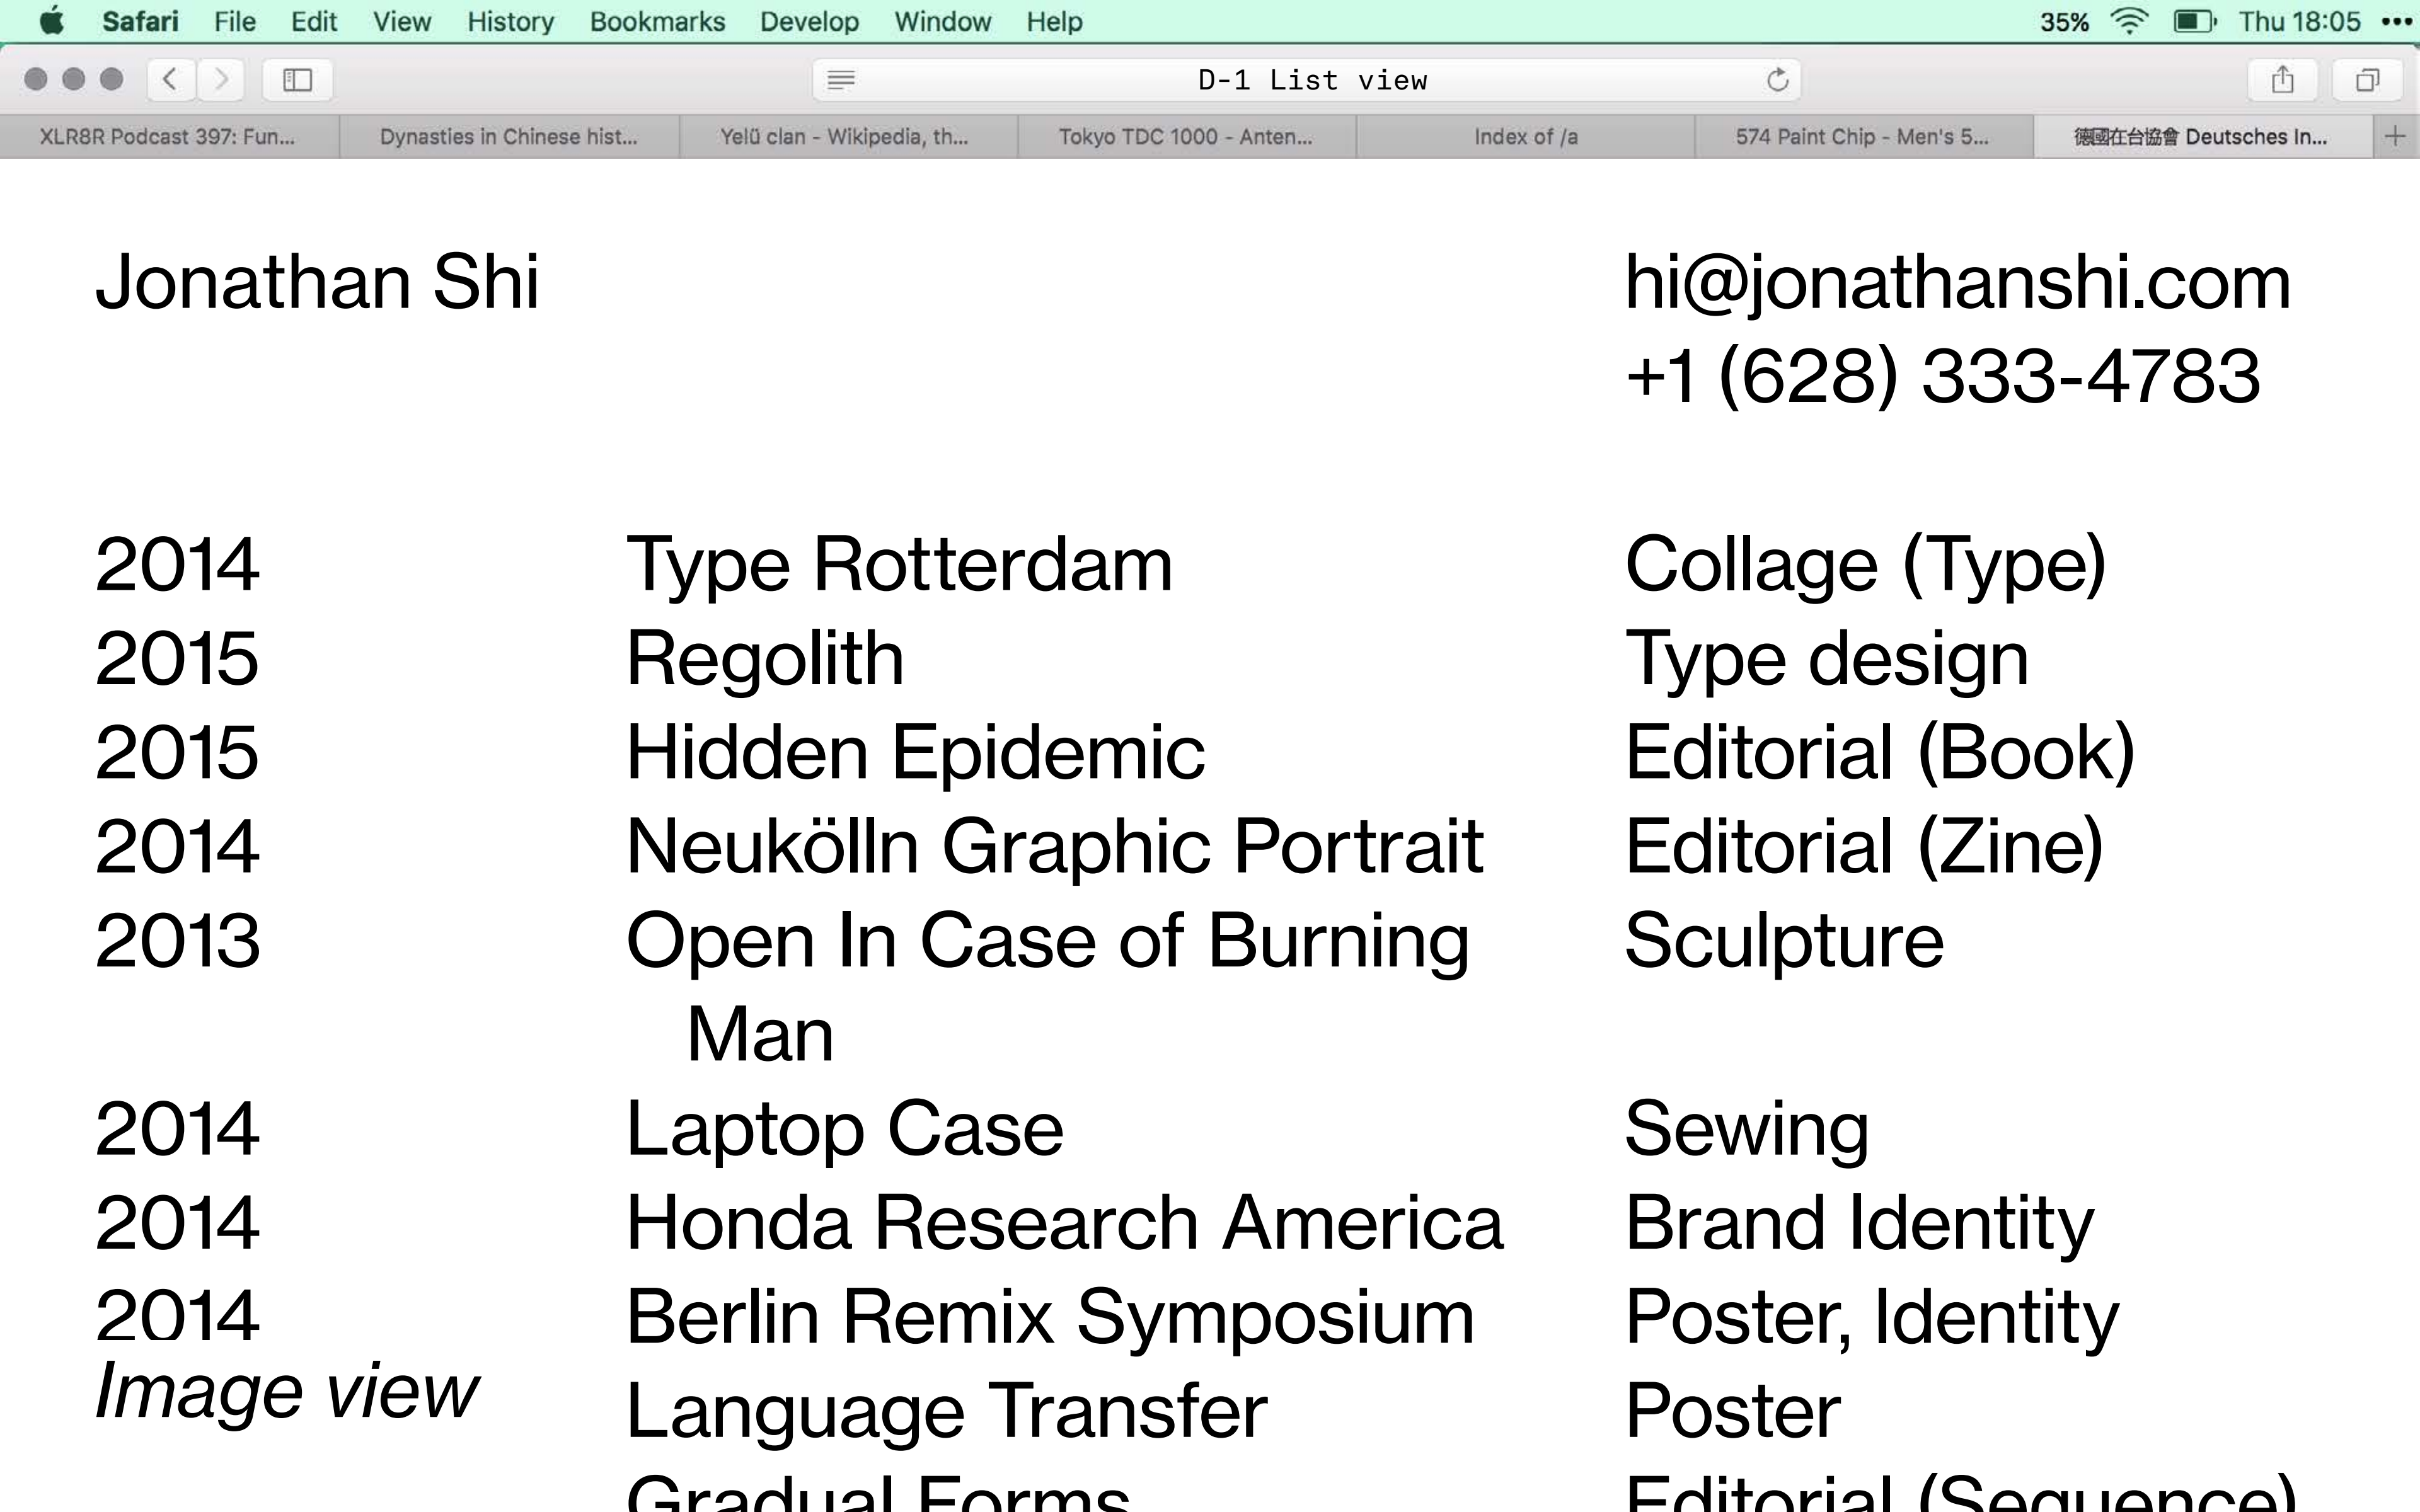 Safari File Edit View History Bookmarks Develop Window Help 35% Thu 18:05 •••
D-1 List view
XLR8R Podcast 397: Fun... Dynasties in Chinese hist... Yelü clan - Wikipedia, th... Tokyo TDC 1000 - Anten... Index of /a 574 Paint Chip - Men's 5... 德國在台協會 Deutsches In...
Jonathan Shi hi@jonathanshi.com
+1 (628) 333-4783
2014 Type Rotterdam Collage (Type)
2015 Regolith Type design
2015 Hidden Epidemic Editorial (Book)
2014 Neukölln Graphic Portrait Editorial (Zine)
2013 Open In Case of Burning Sculpture
Man
2014 Laptop Case Sewing
2014 Honda Research America Brand Identity
2014 Berlin Remix Symposium Poster, Identity
Image view Language Transfer Poster
Gradual Forms Editorial (Sequence)